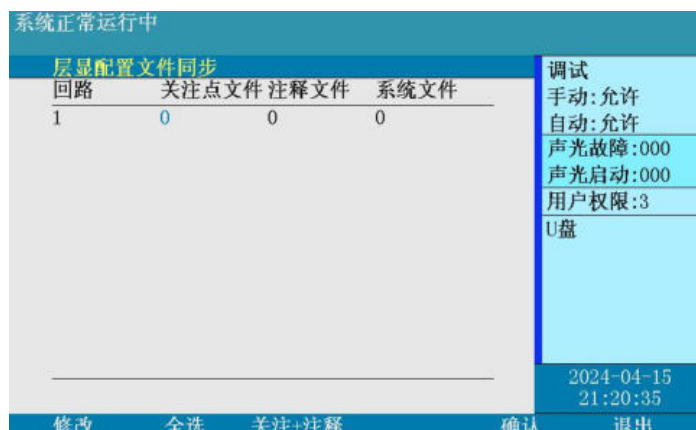 系统正常运行中
层显配置文件同步
回路 关注点文件 注释文件 系统文件
1 0 0 0
调试
手动:允许
自动:允许
声光故障:000
声光启动:000
用户权限:3
U盘
2024-04-15
21:20:35
修改 全选 关注+注释 确认 退出